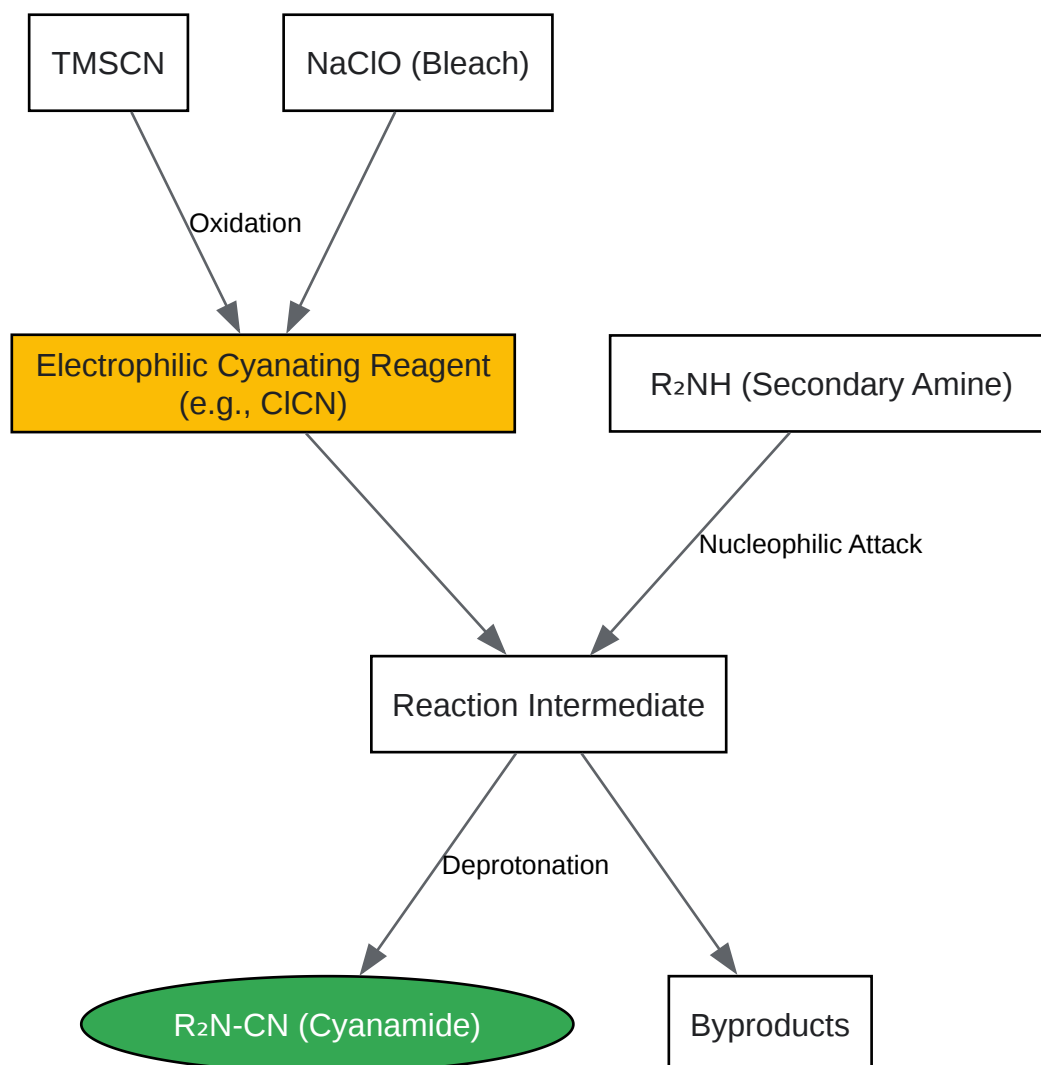 TMSCN
NaClO (Bleach)
Oxidation
Electrophilic Cyanating Reagent
(e.g., ClCN)
R₂NH (Secondary Amine)
Nucleophilic Attack
Reaction Intermediate
Deprotonation
R₂N-CN (Cyanamide)
Byproducts